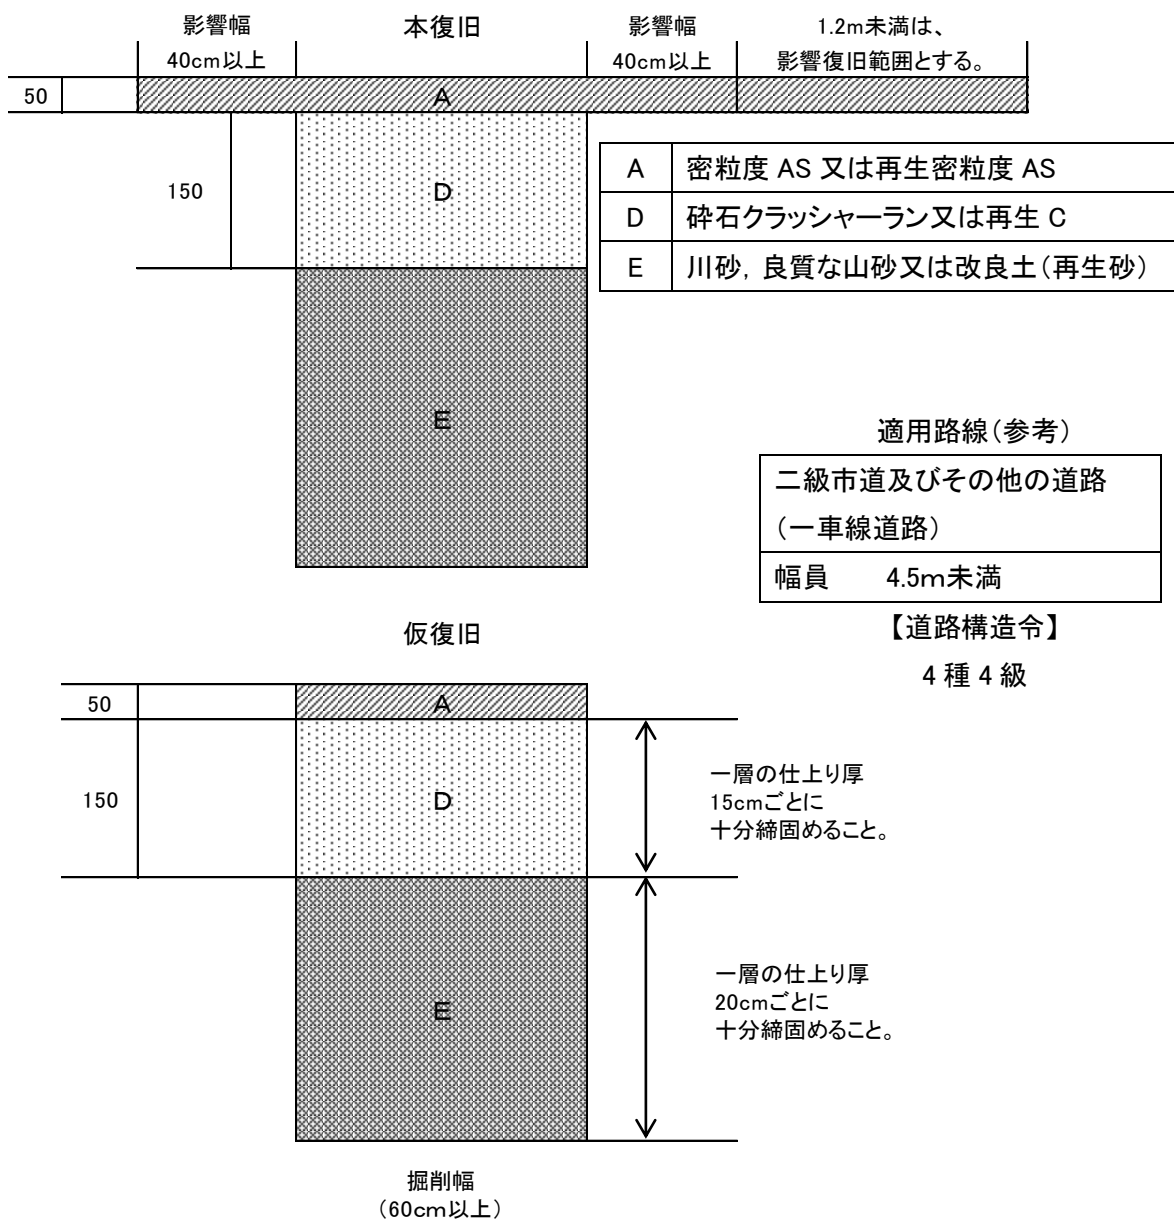 影響幅
40cm以上
本復旧
影響幅
40cm以上
1.2m未満は、
影響復旧範囲とする。
50
A
150
D
E
A 密粒度 AS 又は再生密粒度 AS
D 砕石クラッシャーラン又は再生 C
E 川砂，良質な山砂又は改良土（再生砂）
適用路線（参考）
二級市道及びその他の道路
（一車線道路）
幅員 4.5m未満
【道路構造令】
4 種 4 級
仮復旧
50
A
150
D
一層の仕上り厚
15cmごとに
十分締固めること。
E
一層の仕上り厚
20cmごとに
十分締固めること。
掘削幅
（60cm以上）